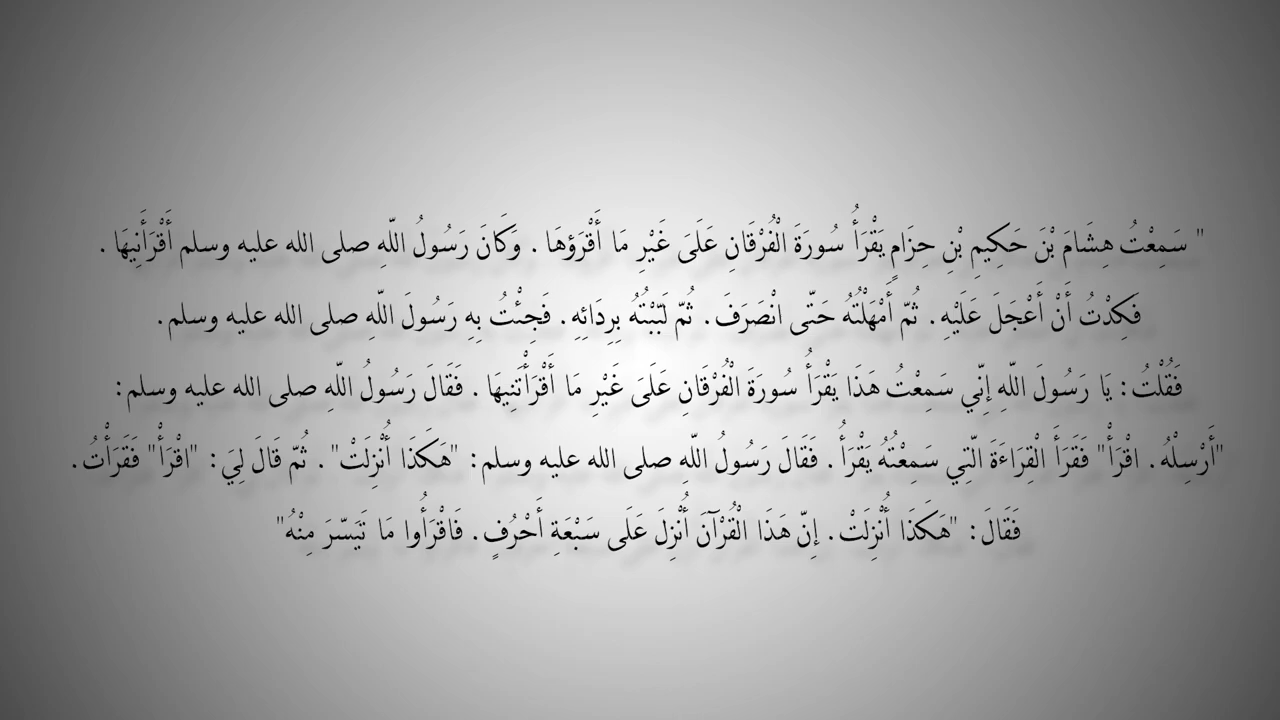 " سَمِعْتُ هِشَامَ بْنَ حَكِيمِ بْنِ حِزَامٍ يَقْرَأُ سُورَةَ الْفُرْقَانِ عَلَىَ غَيْرِ مَا أَقْرَؤهَا . وَكَانَ رَسُولُ اللّهِ صلى الله عليه وسلم أَقْرَأَنِيهَا .
فَكِدْتُ أَنْ أَعْجَلَ عَلَيْهِ. ثُمّ أَمْهَلْتُهُ حَتّى انْصَرَفَ. ثُمّ لَبّبْتُهُ بِرِدَائِهِ. فَجِئْتُ بِهِ رَسُولَ اللّهِ صلى الله عليه وسلم.
فَقُلْتُ: يَا رَسُولَ اللّهِ إِنّي سَمِعْتُ هَذَا يَقْرَأُ سُورَةَ الْفُرْقَانِ عَلَىَ غَيْرِ مَا أَقْرَأْتَنِيهَا . فَقَالَ رَسُولُ اللّهِ صلى الله عليه وسلم:
"أَرْسِلْهُ. اقْرَأْ" فَقَرَأَ الْقِرَاءَةَ الّتِي سَمِعْتُهُ يَقْرَأُ. فَقَالَ رَسُولُ اللّهِ صلى الله عليه وسلم: "هَكَذَا أُنْزِلَتْ". ثُمّ قَالَ لِيَ: "اقْرَأْ" فَقَرَأْتُ.
فَقَالَ: "هَكَذَا أُنْزِلَتْ. إِنّ هَذَا الْقُرْآنَ أُنْزِلَ عَلَى سَبْعَةِ أَحْرُفٍ. فَاقْرَأُوا مَا تَيَسّرَ مِنْهُ"